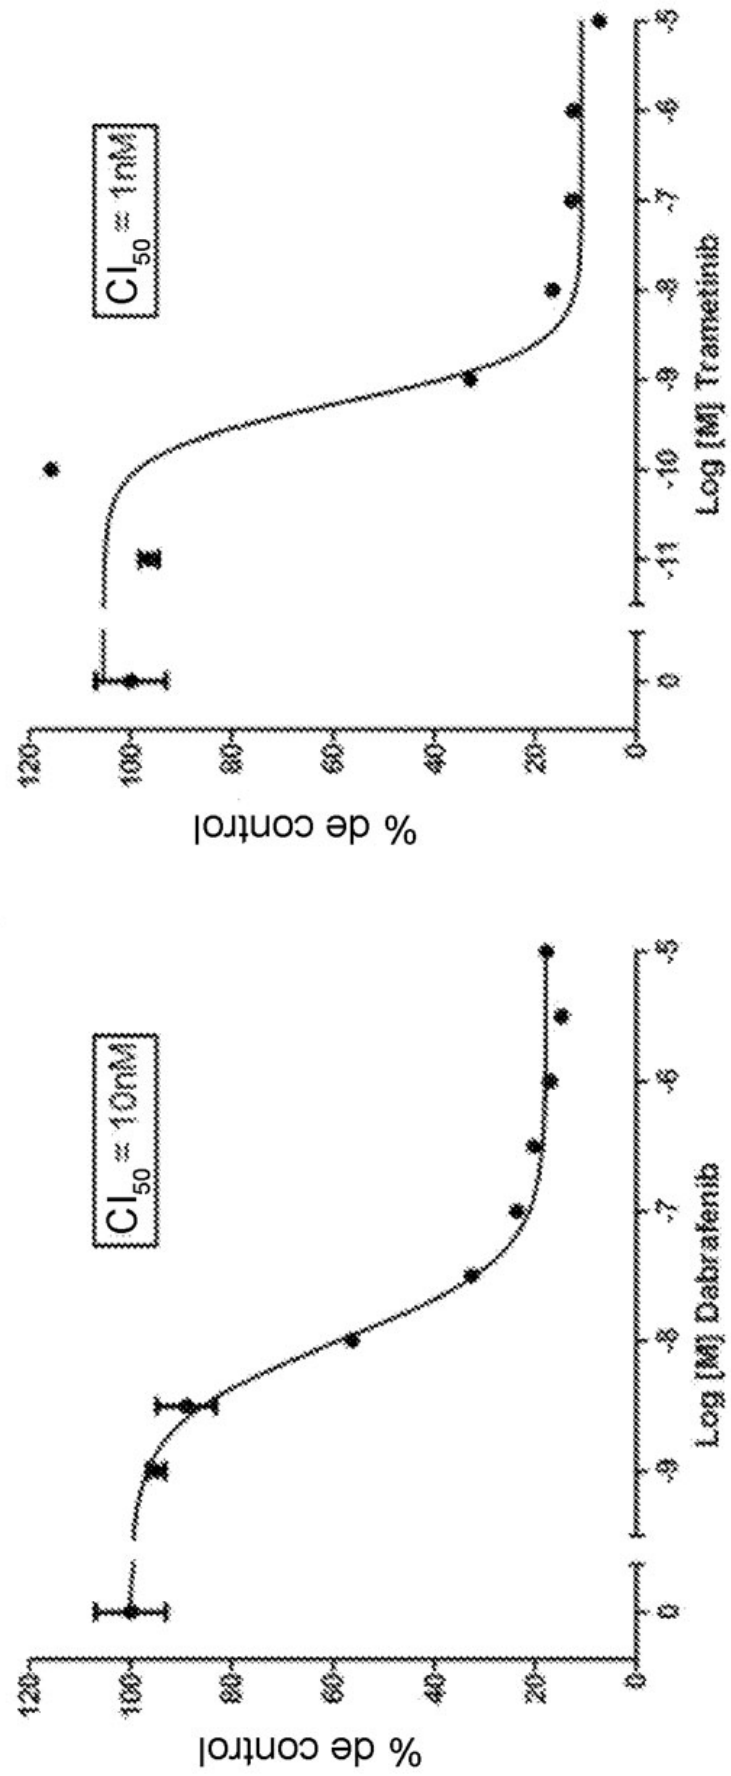 CI50 = 10nM
% de control
120
100
80
60
40
20
0
0 -9 -8 -7 -6 -5
Log [M] Dabrafenib
CI50 = 1nM
% de control
120
100
80
60
40
20
0
0 -11 -10 -9 -8 -7 -6 -5
Log [M] Trametinib